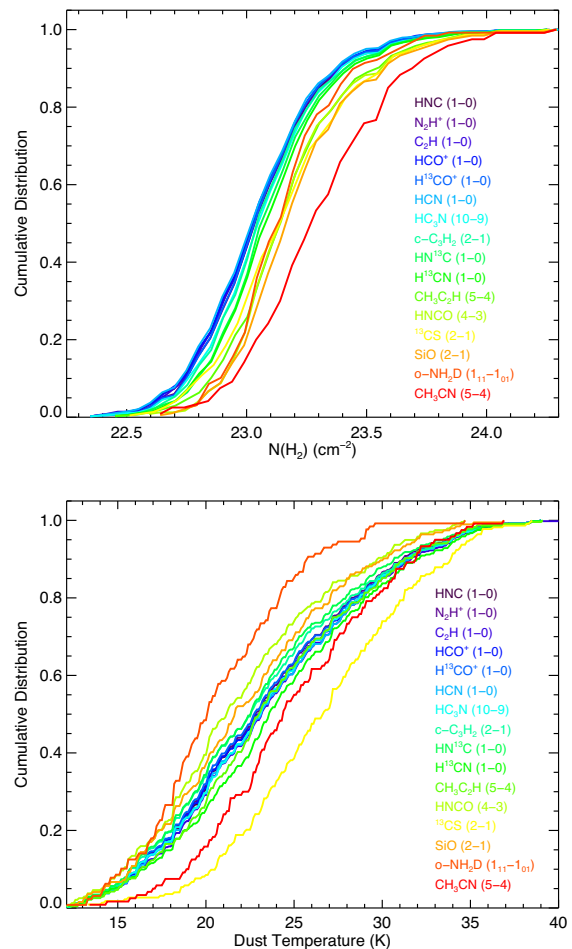 1.0
0.8
0.6
0.4
0.2
0.0
Cumulative Distribution
HNC (1−0)
N₂H⁺ (1−0)
C₂H (1−0)
HCO⁺ (1−0)
H¹³CO⁺ (1−0)
HCN (1−0)
HC₃N (10−9)
c−C₃H₂ (2−1)
HN¹³C (1−0)
H¹³CN (1−0)
CH₃C₂H (5−4)
HNCO (4−3)
¹³CS (2−1)
SiO (2−1)
o−NH₂D (1₁₁−1₀₁)
CH₃CN (5−4)
22.5 23.0 23.5 24.0
N(H₂) (cm⁻²)
1.0
0.8
0.6
0.4
0.2
0.0
Cumulative Distribution
HNC (1−0)
N₂H⁺ (1−0)
C₂H (1−0)
HCO⁺ (1−0)
H¹³CO⁺ (1−0)
HCN (1−0)
HC₃N (10−9)
c−C₃H₂ (2−1)
HN¹³C (1−0)
H¹³CN (1−0)
CH₃C₂H (5−4)
HNCO (4−3)
¹³CS (2−1)
SiO (2−1)
o−NH₂D (1₁₁−1₀₁)
CH₃CN (5−4)
15 20 25 30 35 40
Dust Temperature (K)